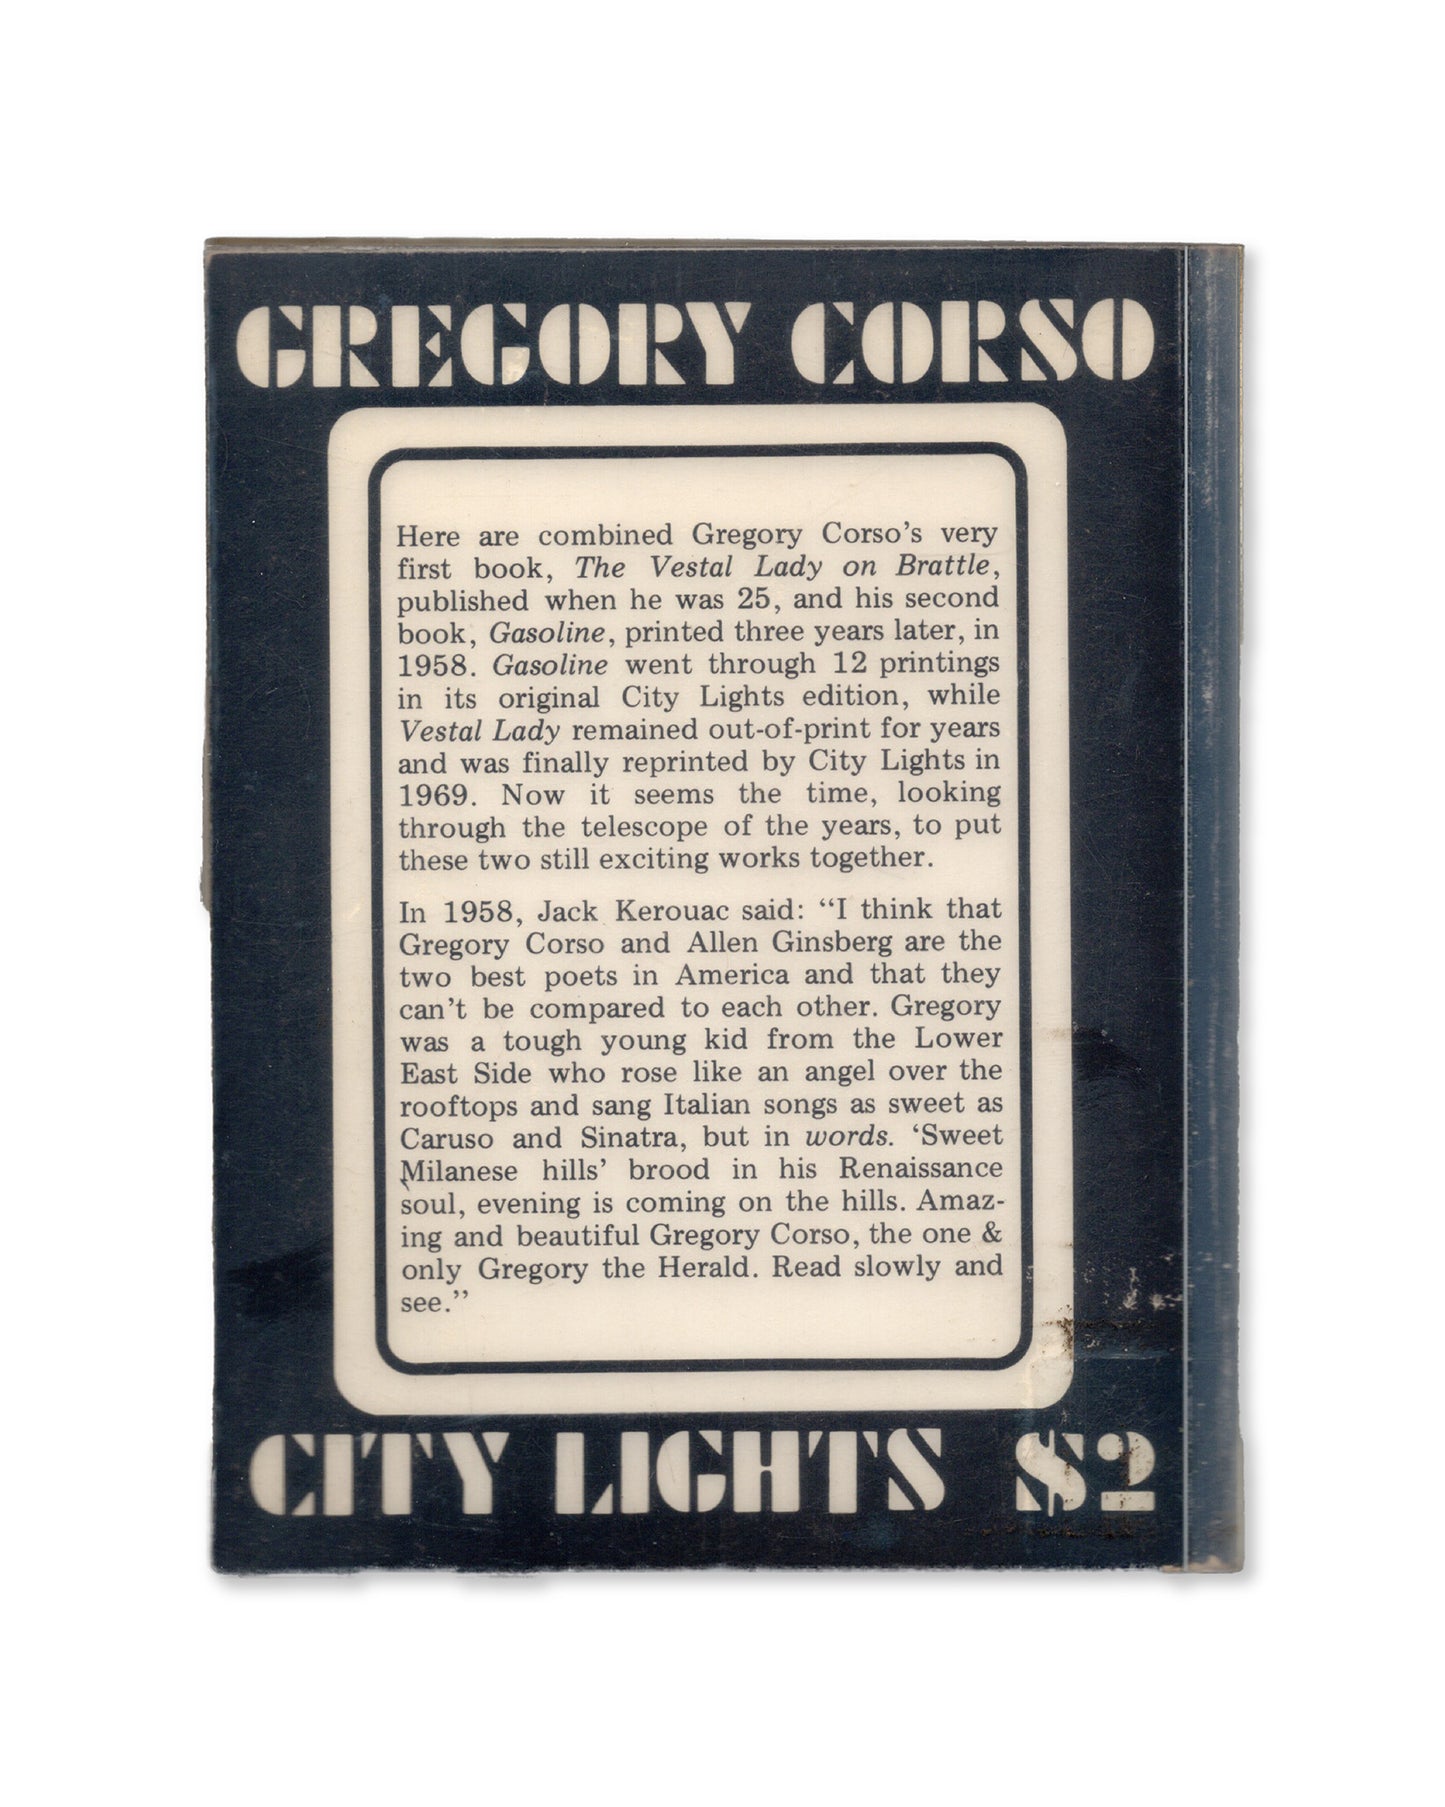 GREGORY CORSO
Here are combined Gregory Corso's very
first book, The Vestal Lady on Brattle,
published when he was 25, and his second
book, Gasoline, printed three years later, in
1958. Gasoline went through 12 printings
in its original City Lights edition, while
Vestal Lady remained out-of-print for years
and was finally reprinted by City Lights in
1969. Now it seems the time, looking
through the telescope of the years, to put
these two still exciting works together.
In 1958, Jack Kerouac said: “I think that
Gregory Corso and Allen Ginsberg are the
two best poets in America and that they
can't be compared to each other. Gregory
was a tough young kid from the Lower
East Side who rose like an angel over the
rooftops and sang Italian songs as sweet as
Caruso and Sinatra, but in words. ‘Sweet
Milanese hills’ brood in his Renaissance
soul, evening is coming on the hills. Amaz-
ing and beautiful Gregory Corso, the one &
only Gregory the Herald. Read slowly and
see.”
CITY LIGHTS $2